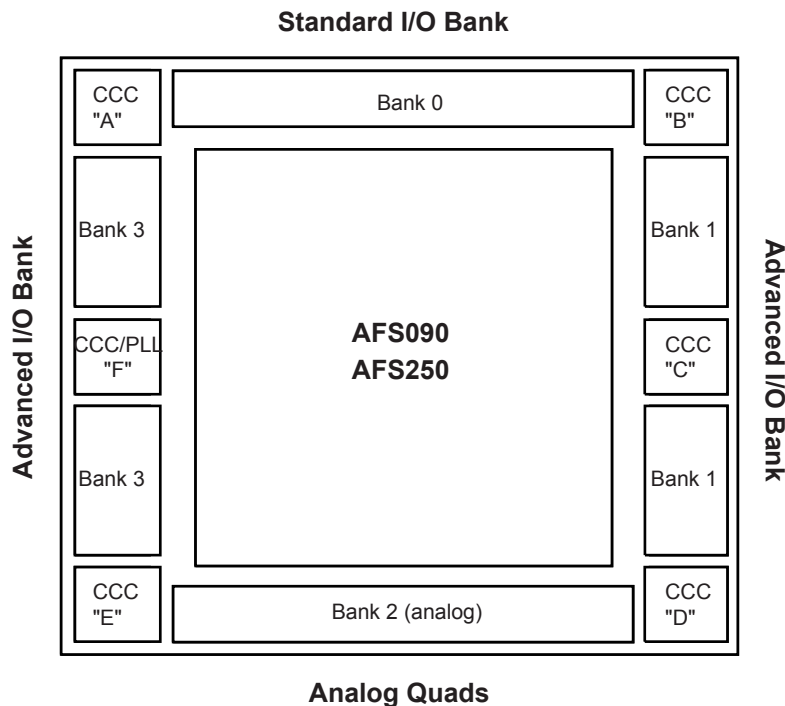 Standard I/O Bank
CCC
"A"
Bank 0
CCC
"B"
Bank 3
Bank 1
Advanced I/O Bank
Advanced I/O Bank
CCC/PLL
"F"
AFS090
AFS250
CCC
"C"
Bank 3
Bank 1
CCC
"E"
Bank 2 (analog)
CCC
"D"
Analog Quads